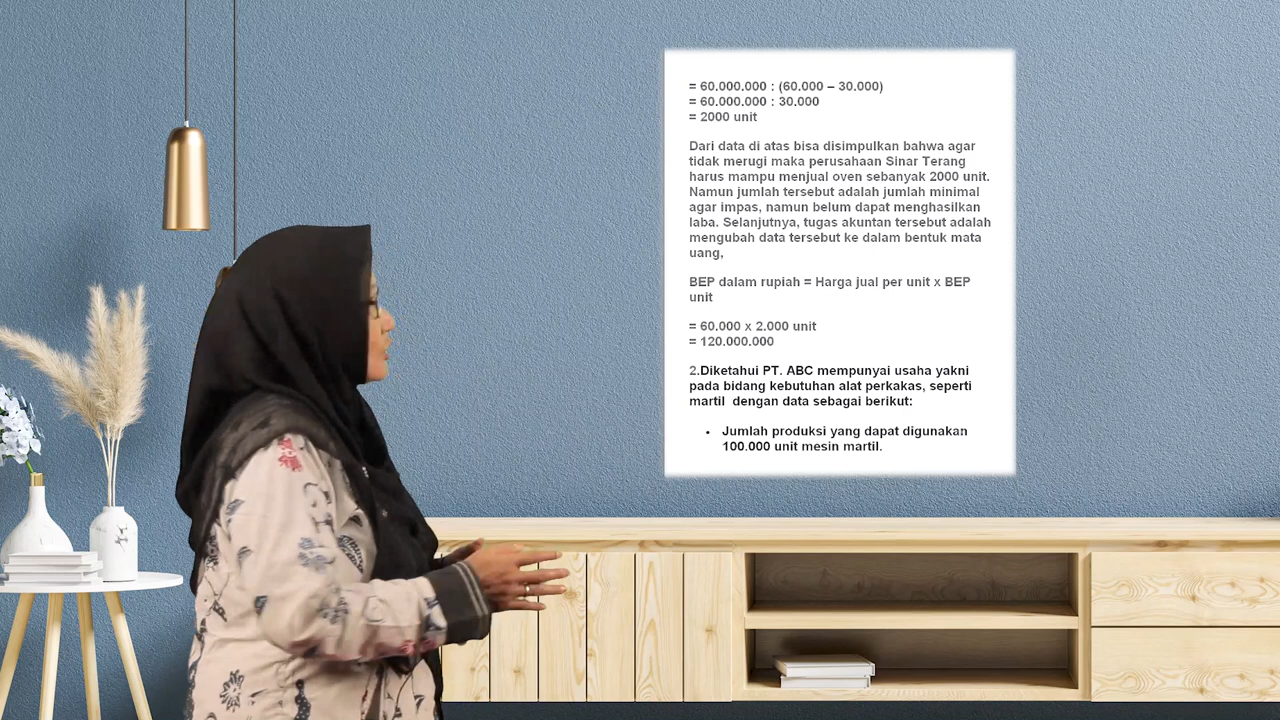 = 60.000.000 : (60.000 – 30.000)
= 60.000.000 : 30.000
= 2000 unit
Dari data di atas bisa disimpulkan bahwa agar
tidak merugi maka perusahaan Sinar Terang
harus mampu menjual oven sebanyak 2000 unit.
Namun jumlah tersebut adalah jumlah minimal
agar impas, namun belum dapat menghasilkan
laba. Selanjutnya, tugas akuntan tersebut adalah
mengubah data tersebut ke dalam bentuk mata
uang,
BEP dalam rupiah = Harga jual per unit x BEP
unit
= 60.000 x 2.000 unit
= 120.000.000
2.Diketahui PT. ABC mempunyai usaha yakni
pada bidang kebutuhan alat perkakas, seperti
martil  dengan data sebagai berikut:
• Jumlah produksi yang dapat digunakan
100.000 unit mesin martil.